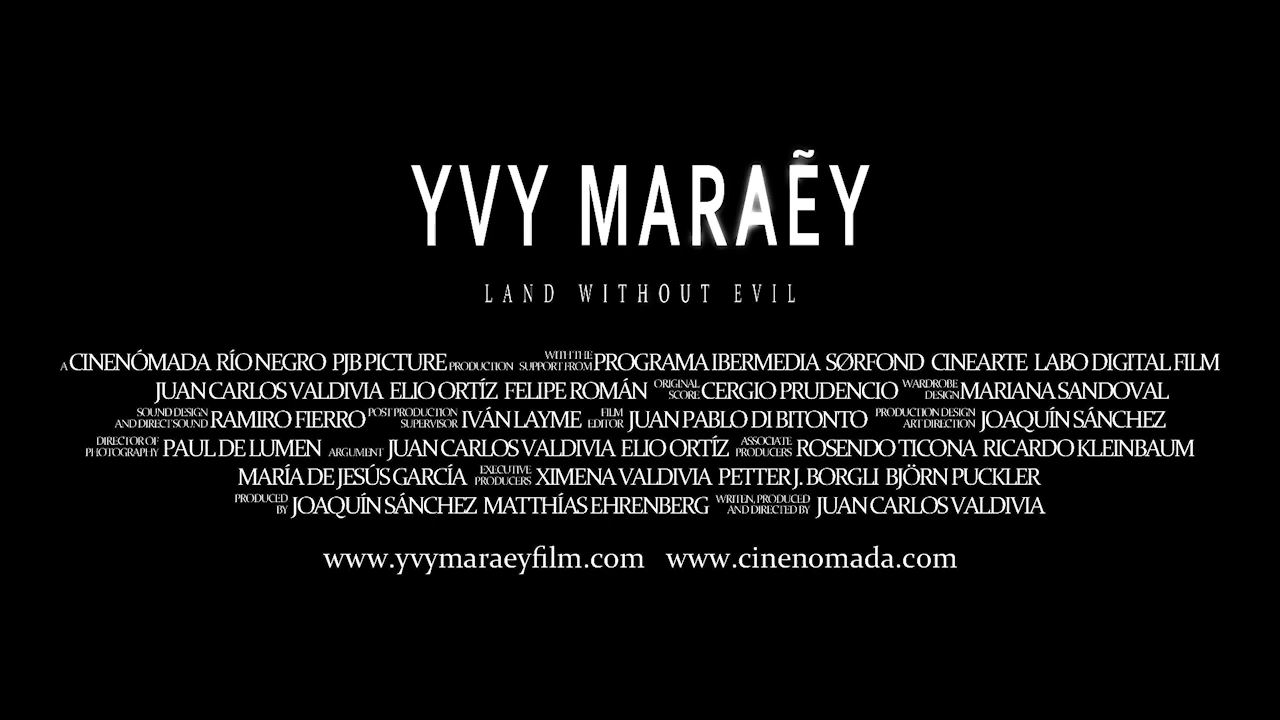 YVY MARAẼY
LAND WITHOUT EVIL
A CINENÓMADA RÍO NEGRO PJB PICTURE PRODUCTION WITH THE SUPPORT FROM PROGRAMA IBERMEDIA SØRFOND CINEARTE LABO DIGITAL FILM
JUAN CARLOS VALDIVIA ELIO ORTÍZ FELIPE ROMÁN ORIGINAL SCORE CERGIO PRUDENCIO WARDROBE DESIGN MARIANA SANDOVAL
SOUND DESIGN AND DIRECT SOUND RAMIRO FIERRO POST PRODUCTION SUPERVISOR IVÁN LAYME FILM EDITOR JUAN PABLO DI BITONTO PRODUCTION DESIGN ART DIRECTION JOAQUÍN SÁNCHEZ
DIRECTOR OF PHOTOGRAPHY PAUL DE LUMEN ARGUMENT JUAN CARLOS VALDIVIA ELIO ORTÍZ ASSOCIATE PRODUCERS ROSENDO TICONA RICARDO KLEINBAUM
MARÍA DE JESÚS GARCÍA EXECUTIVE PRODUCERS XIMENA VALDIVIA PETTER J. BORGLI BJÖRN PUCKLER
PRODUCED BY JOAQUÍN SÁNCHEZ MATTHÍAS EHRENBERG WRITEN, PRODUCED AND DIRECTED BY JUAN CARLOS VALDIVIA
www.yvymaraeyfilm.com www.cinenomada.com